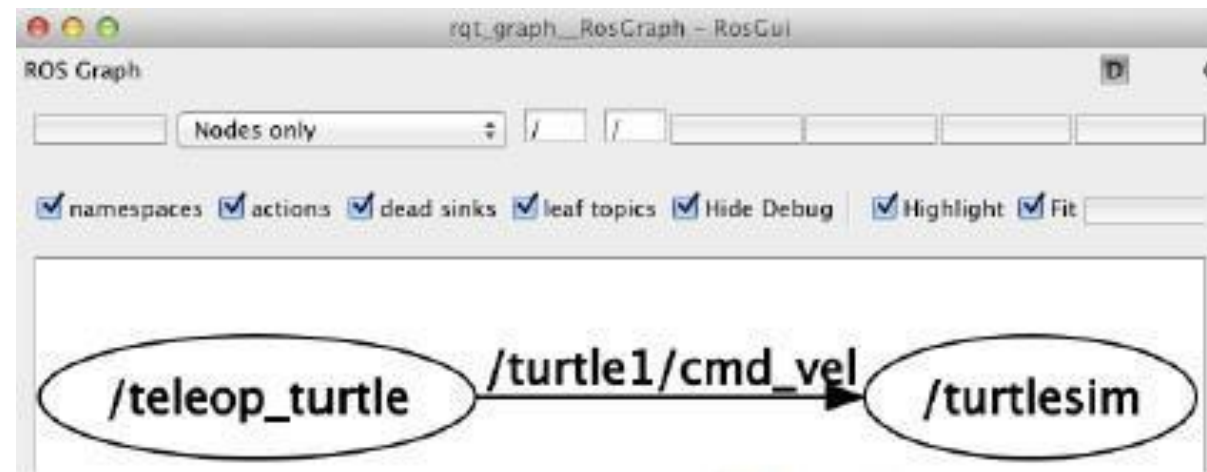 rqt_graph__RosGraph - RosGui
ROS Graph D
Nodes only / /
namespaces actions dead sinks leaf topics Hide Debug Highlight Fit
/turtle1/cmd_vel
/teleop_turtle /turtlesim